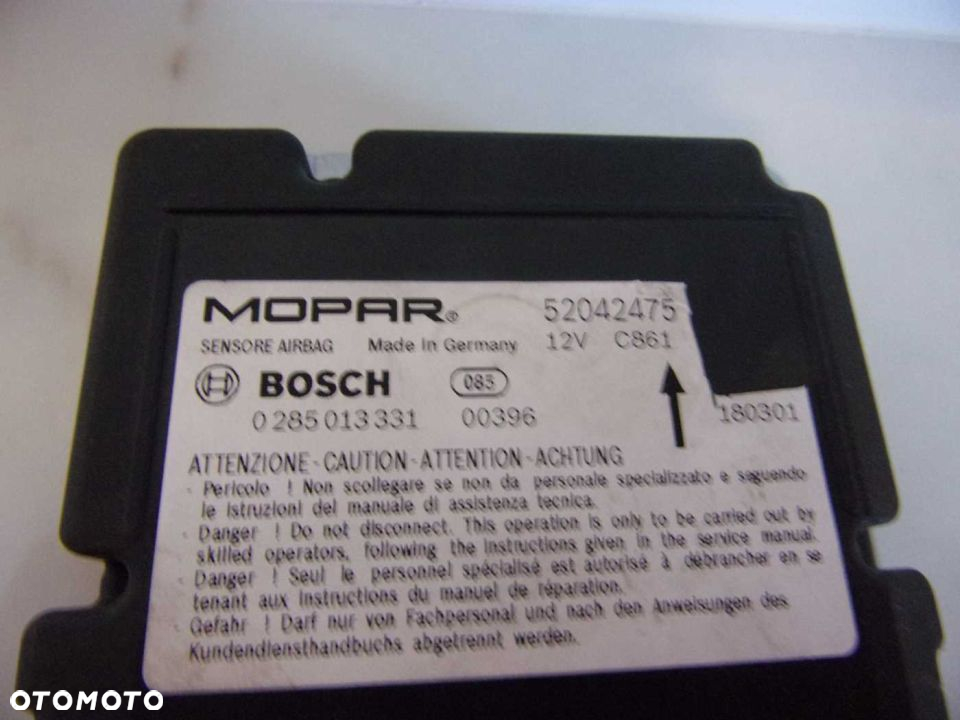 MOPAR® 52042475
SENSORE AIRBAG Made in Germany 12V C861
BOSCH 085
0 285 013 331 00396 180301
ATTENZIONE - CAUTION - ATTENTION - ACHTUNG
- Pericolo ! Non scollegare se non da personale specializzato e seguendo
le istruzioni del manuale di assistenza tecnica.
- Danger ! Do not disconnect. This operation is only to be carried out by
skilled operators, following the instructions given in the service manual.
- Danger ! Seul le personnel spécialisé est autorisé à débrancher en se
tenant aux instructions du manuel de réparation.
- Gefahr ! Darf nur von Fachpersonal und nach den Anweisungen des
Kundendiensthandbuchs abgetrennt werden.
OTOMOTO